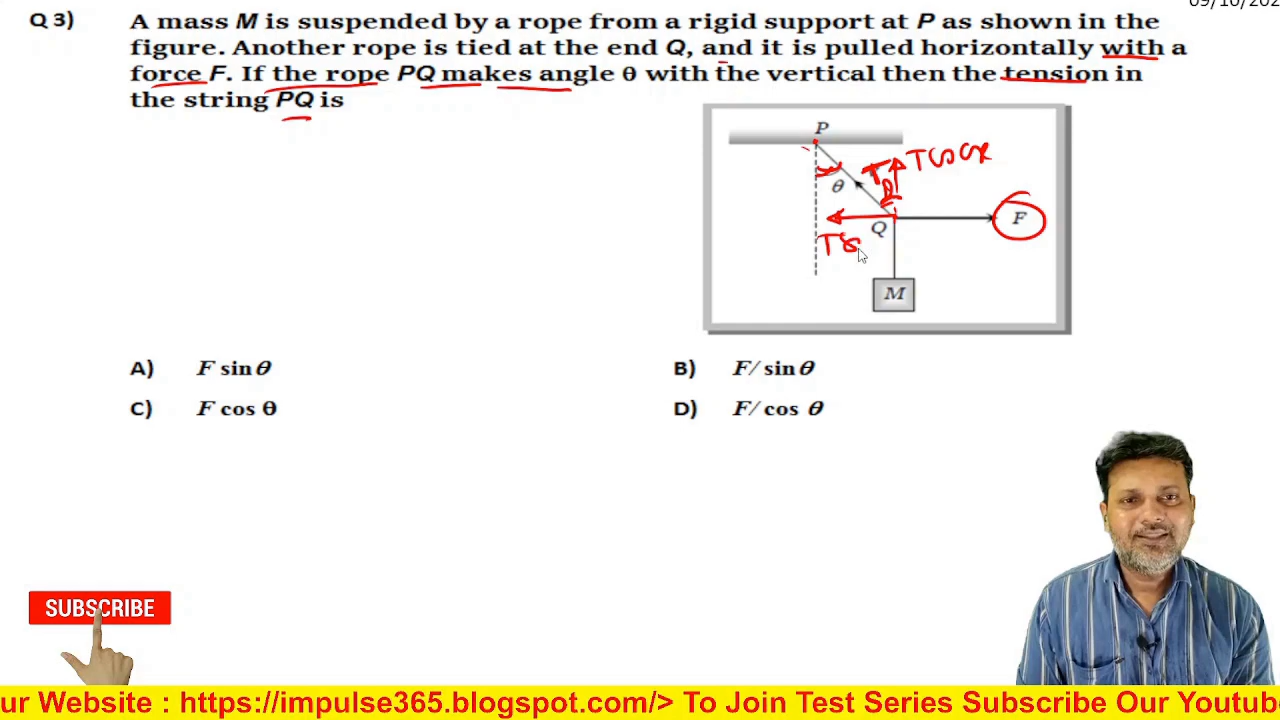 09/10/202
Q 3) A mass M is suspended by a rope from a rigid support at P as shown in the
figure. Another rope is tied at the end Q, and it is pulled horizontally with a
force F. If the rope PQ makes angle θ with the vertical then the tension in
the string PQ is
P
T
θ
Q
F
M
A) F sin θ
B) F/ sin θ
C) F cos θ
D) F/ cos θ
SUBSCRIBE
ur Website : https://impulse365.blogspot.com/> To Join Test Series Subscribe Our Youtub